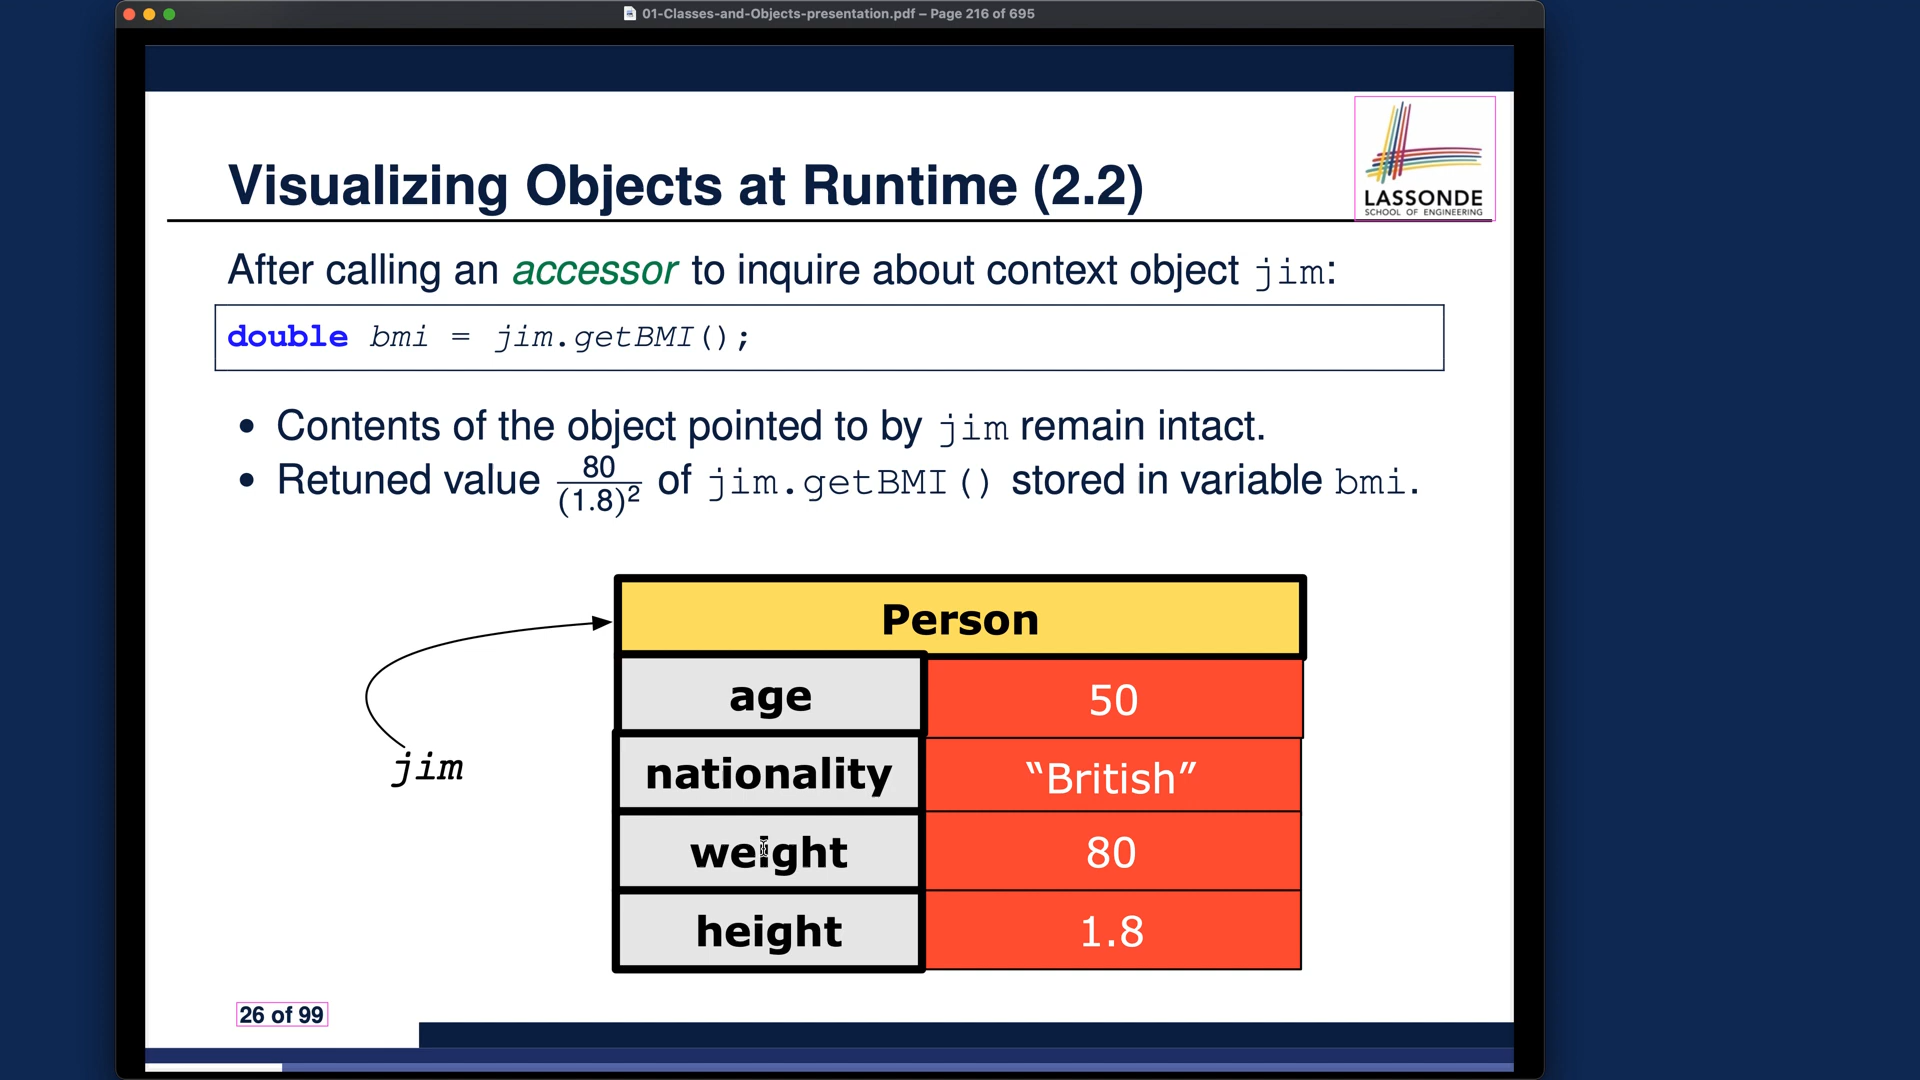 01-Classes-and-Objects-presentation.pdf – Page 216 of 695
LASSONDE
SCHOOL OF ENGINEERING
Visualizing Objects at Runtime (2.2)
After calling an accessor to inquire about context object jim:
double bmi = jim.getBMI();
• Contents of the object pointed to by jim remain intact.
• Retuned value 80/(1.8)² of jim.getBMI() stored in variable bmi.
Person
age 50
nationality “British”
jim
weight 80
height 1.8
26 of 99